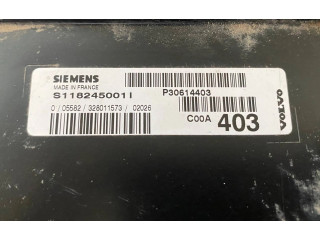 SIEMENS
MADE IN FRANCE
S118245001 I
0 / 05582 / 328011573 / 02026
P30614403
C00A 403
VOLVO